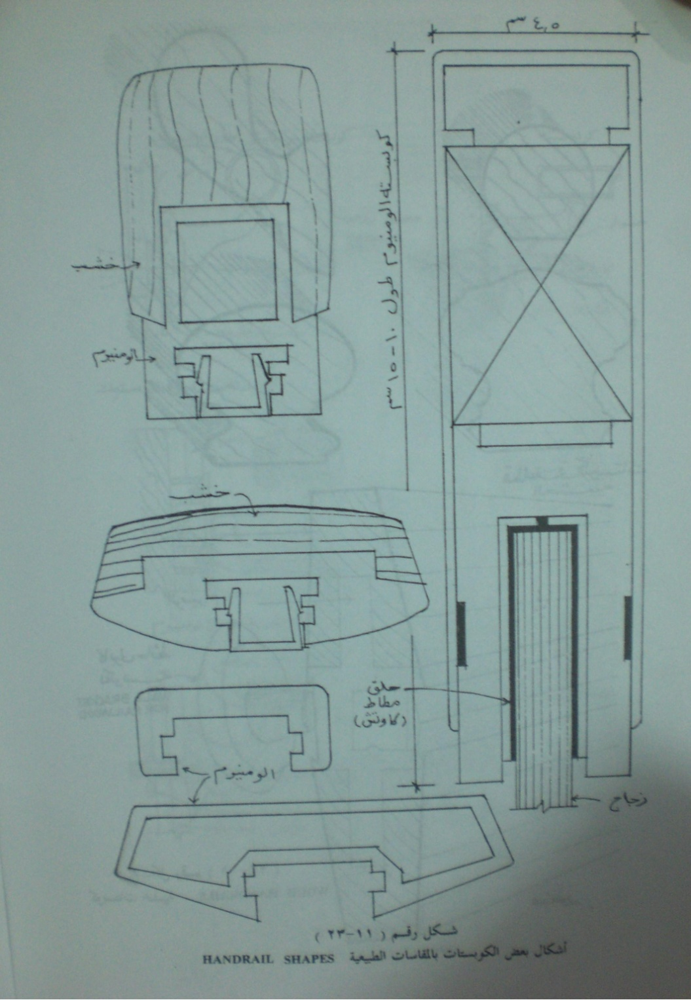 ٤,٥ سم
كوبسته الومنيوم طول ١٠-١٥ سم
خشب
الومنيوم
خشب
حلق
مطاط
(كاوتش)
الومنيوم
زجاج
شكل رقم (١١-٢٣)
أشكال بعض الكوبستات بالمقاسات الطبيعية HANDRAIL SHAPES